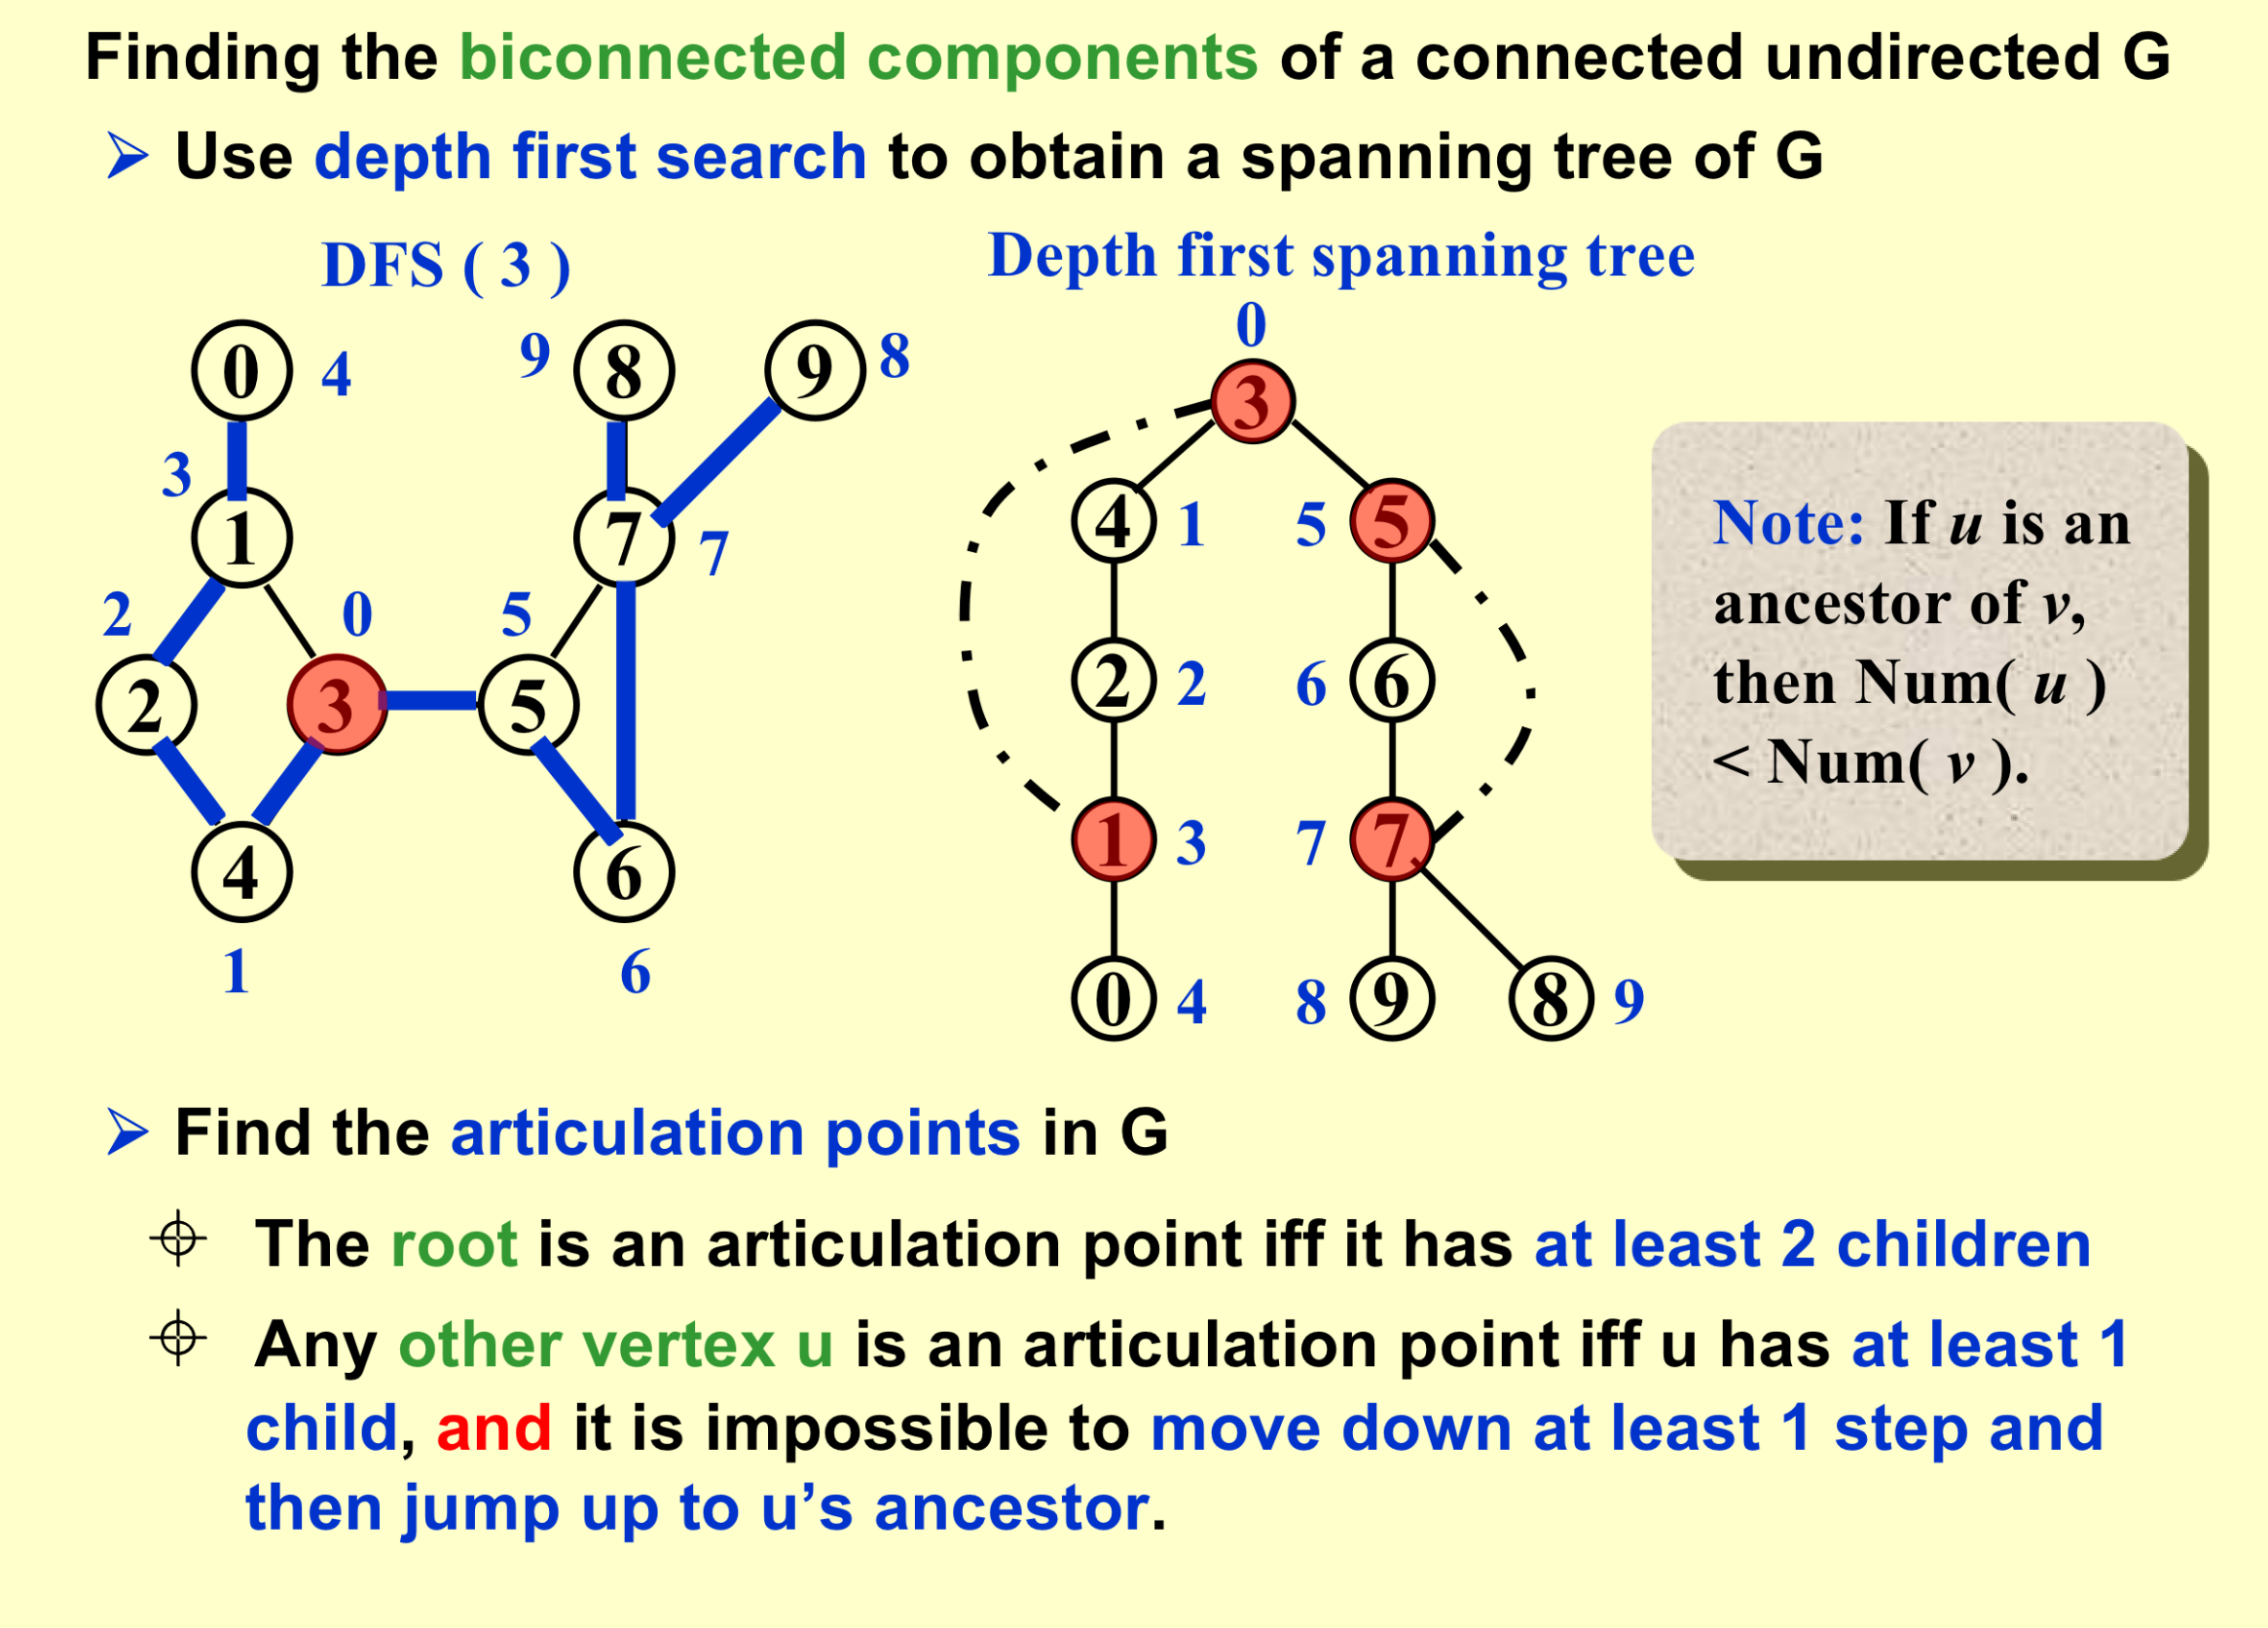 Finding the biconnected components of a connected undirected G
➢ Use depth first search to obtain a spanning tree of G
DFS ( 3 )
0 4
9 8
9 8
3
1
7 7
2
0
5
2
3
5
4
6
1
6
Depth first spanning tree
0
3
4 1
5 5
2 2
6 6
1 3
7 7
0 4
8 9
8 9
Note: If u is an
ancestor of v,
then Num( u )
< Num( v ).
➢ Find the articulation points in G
The root is an articulation point iff it has at least 2 children
Any other vertex u is an articulation point iff u has at least 1
child, and it is impossible to move down at least 1 step and
then jump up to u’s ancestor.